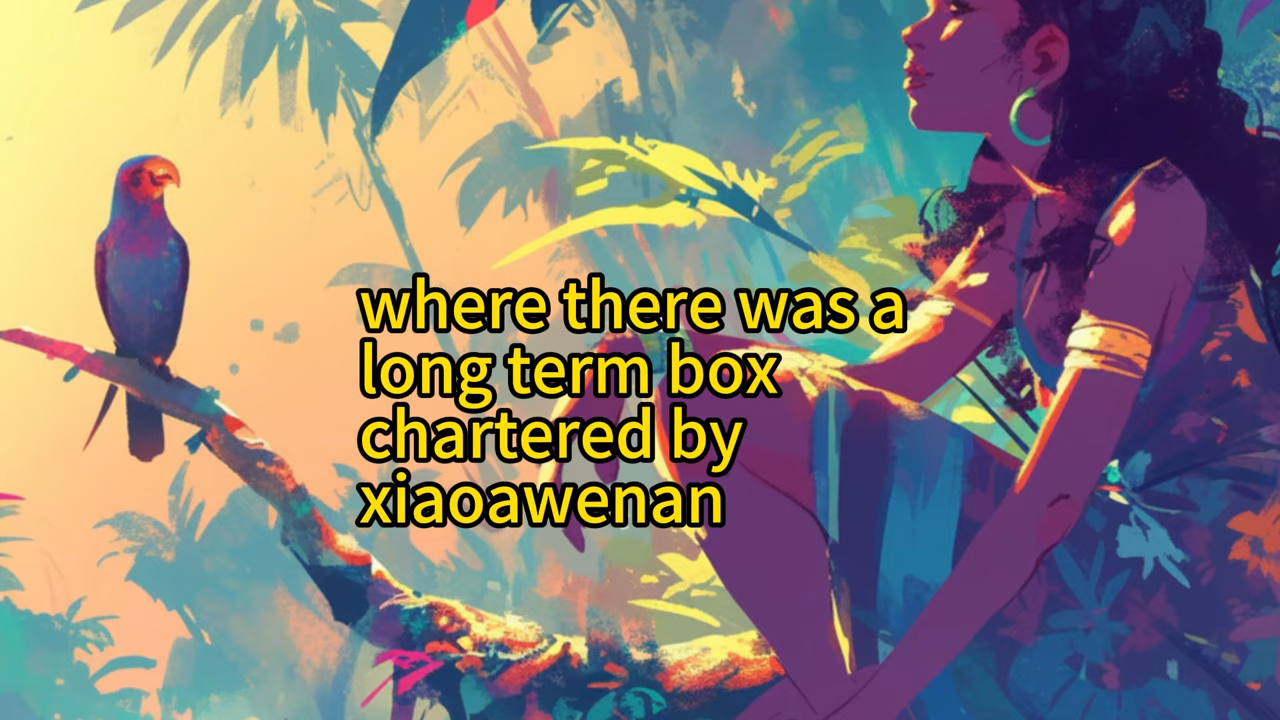 where there was a
long term box
chartered by
xiaoawenan